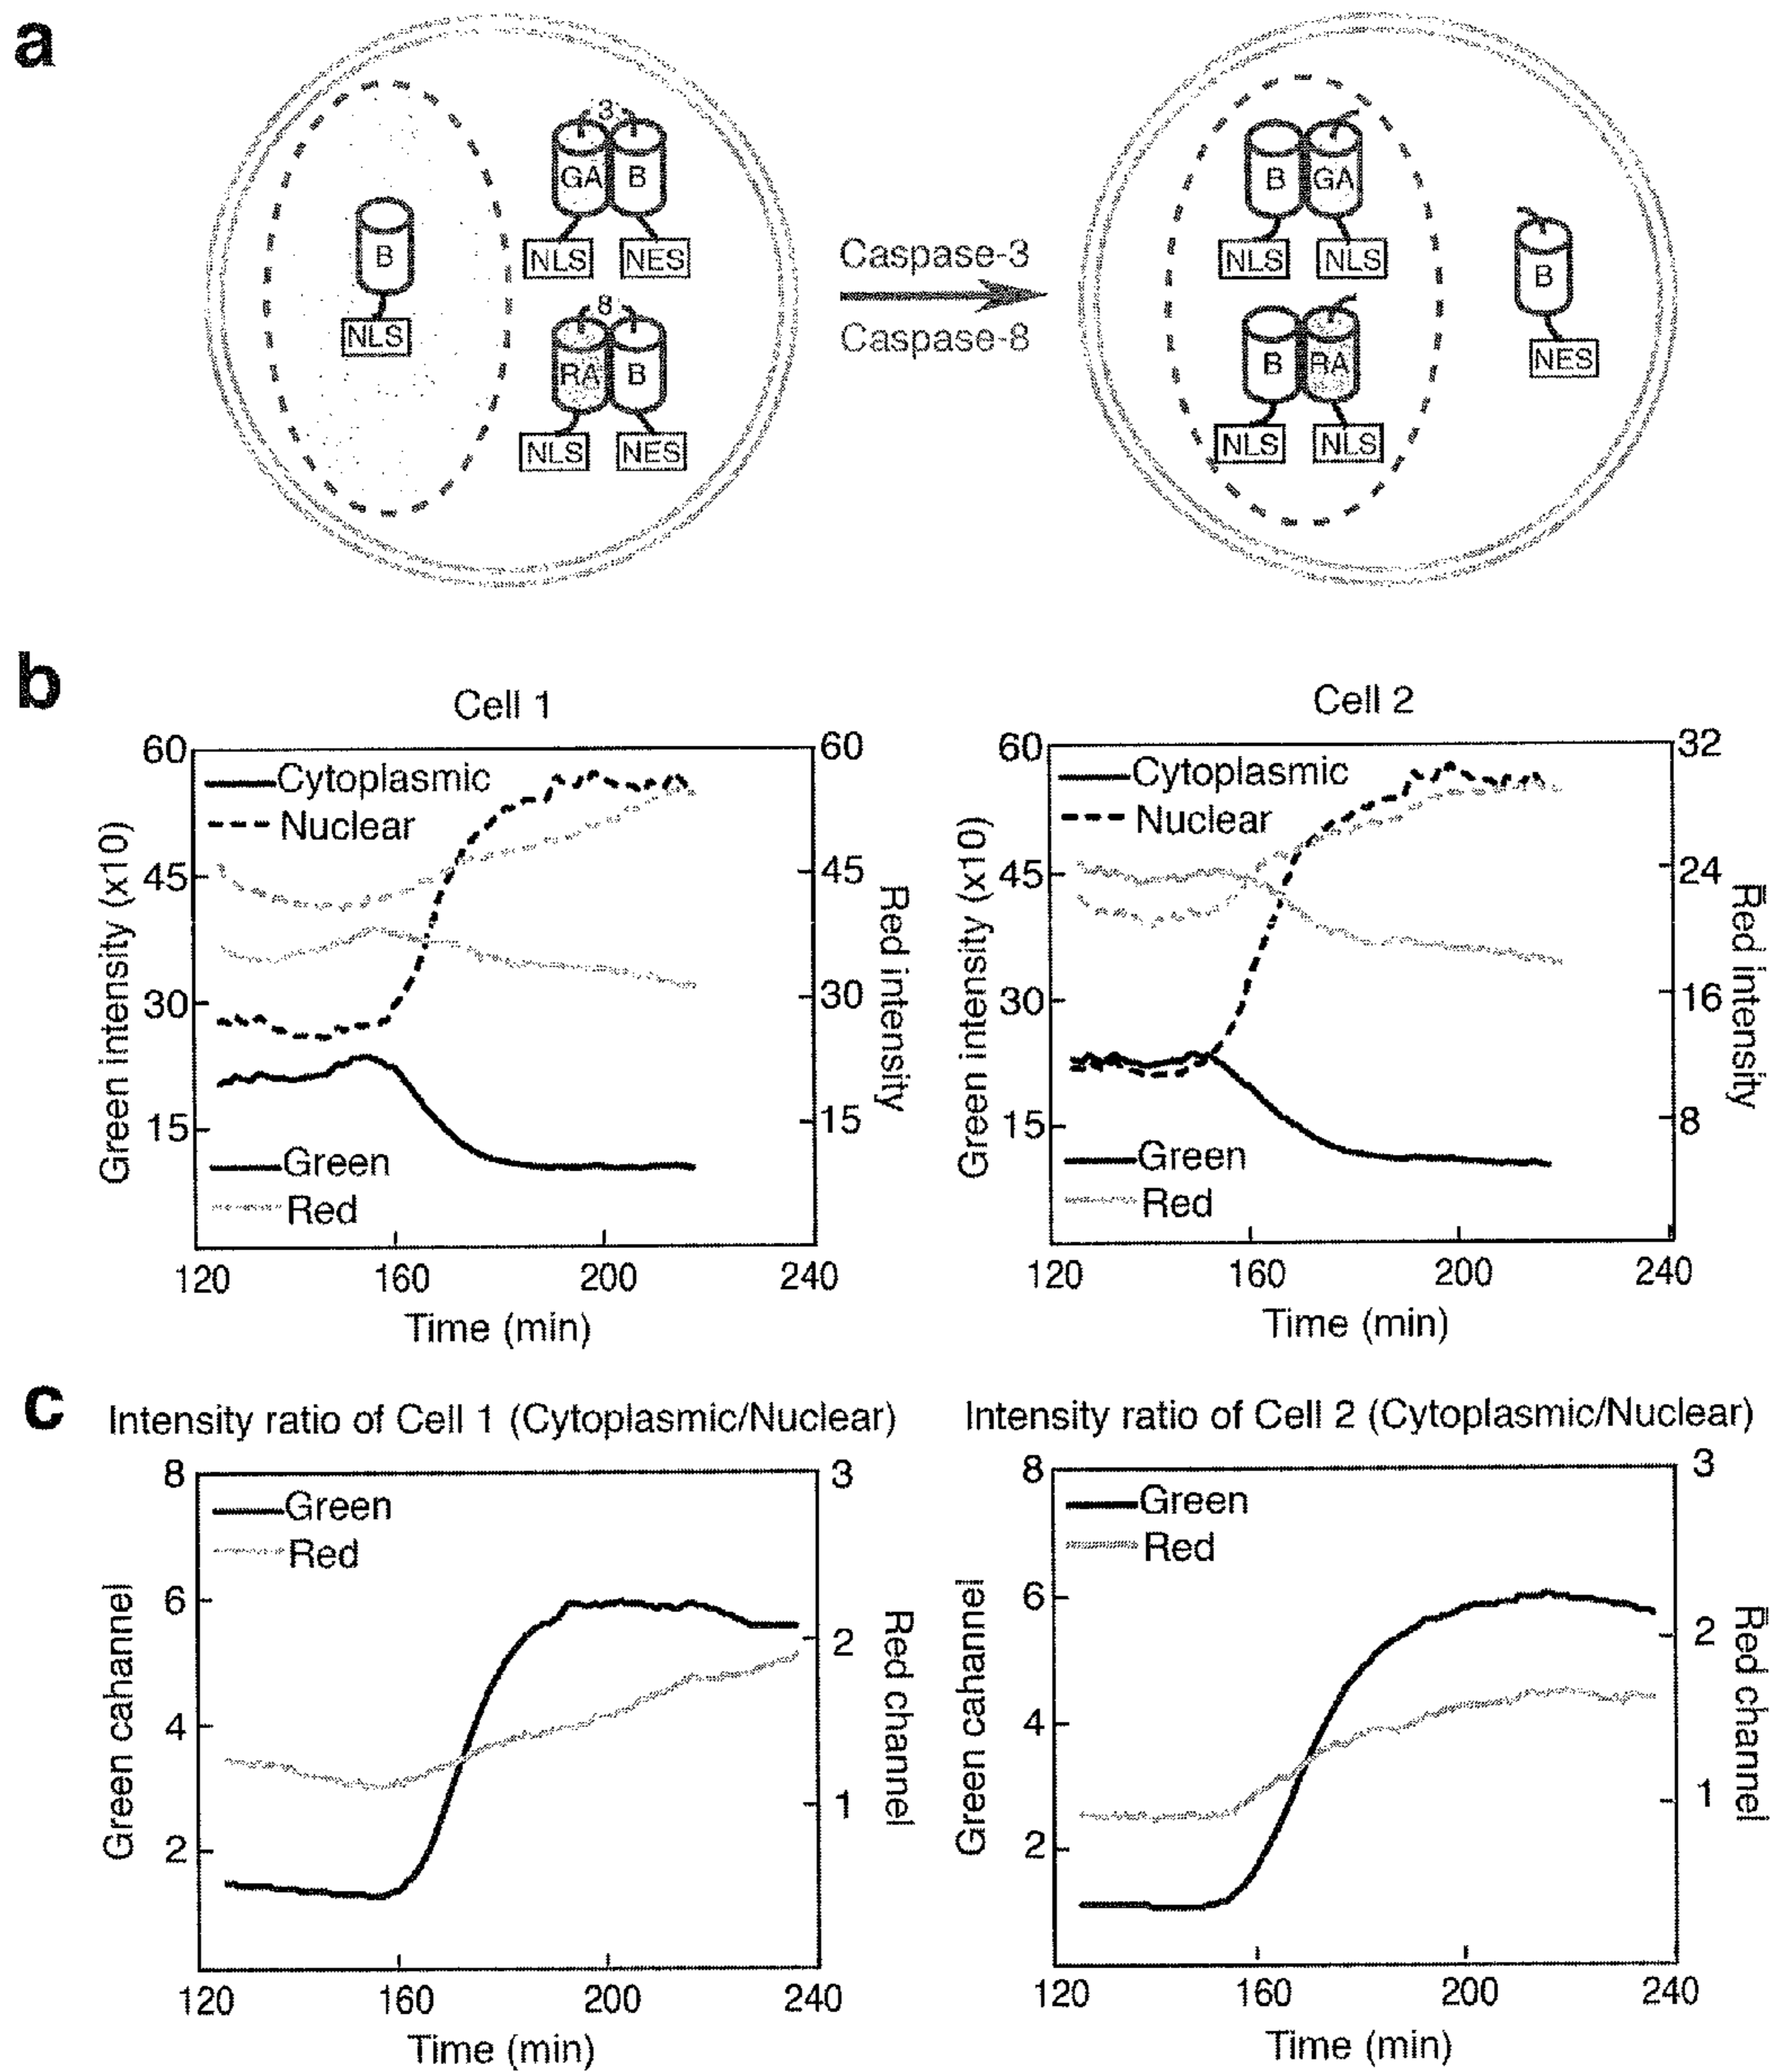 a
B
NLS
3
GA B
NLS NES
8
RA B
NLS NES
Caspase-3
Caspase-8
B GA
NLS NLS
B RA
NLS NLS
B
NES
b
Cell 1
60
45
30
15
60
45
30
15
Cytoplasmic
Nuclear
Green
Red
Green intensity (x10)
Red intensity
120 160 200 240
Time (min)
Cell 2
60
45
30
15
32
24
16
8
Cytoplasmic
Nuclear
Green
Red
Green intensity (x10)
Red intensity
120 160 200 240
Time (min)
c
Intensity ratio of Cell 1 (Cytoplasmic/Nuclear)
8
6
4
2
3
2
1
Green
Red
Green cahannel
Red channel
120 160 200 240
Time (min)
Intensity ratio of Cell 2 (Cytoplasmic/Nuclear)
8
6
4
2
3
2
1
Green
Red
Green cahannel
Red channel
120 160 200 240
Time (min)